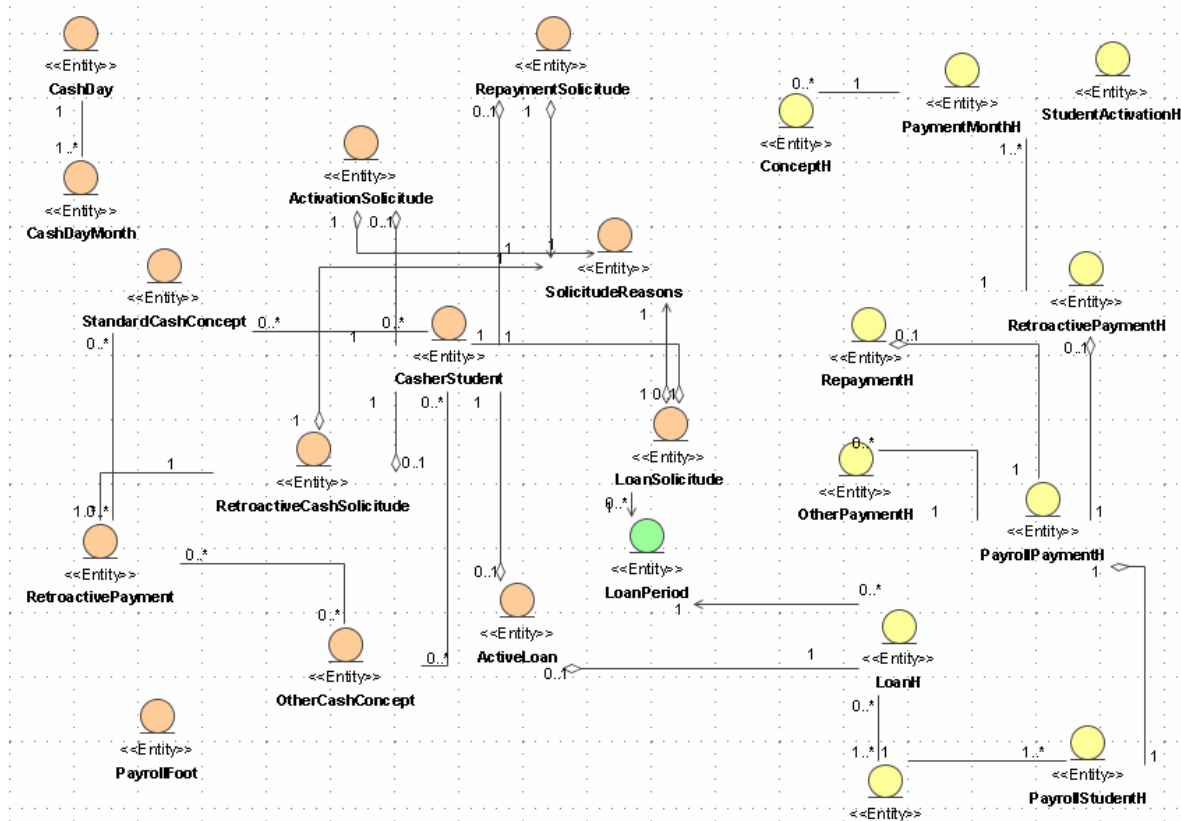 <<Entity>>
CashDay
1
1..*
<<Entity>>
CashDayMonth
<<Entity>>
RepaymentSolicitude
0..1
1
<<Entity>>
ActivationSolicitude
1
0..1
1
1
1
<<Entity>>
SolicitudeReasons
1
<<Entity>>
StandardCashConcept
0..*
0..*
0..*
1
<<Entity>>
CasherStudent
1
1
1
0..*
1
1
0..1
<<Entity>>
LoanSolicitude
0..*
<<Entity>>
LoanPeriod
1
1
<<Entity>>
RetroactiveCashSolicitude
0..1
1
<<Entity>>
RetroactivePayment
0..*
0..*
<<Entity>>
OtherCashConcept
0..*
0..1
<<Entity>>
ActiveLoan
0..1
1
<<Entity>>
PayrollFoot
0..*
1
<<Entity>>
ConceptH
<<Entity>>
PaymentMonthH
1..*
<<Entity>>
StudentActivationH
1
<<Entity>>
RetroactivePaymentH
0..1
<<Entity>>
RepaymentH
0..1
1
0..*
<<Entity>>
OtherPaymentH
1
<<Entity>>
PayrollPaymentH
1
1
0..*
<<Entity>>
LoanH
0..*
1..*
1
1..*
<<Entity>>
PayrollStudentH
1
<<Entity>>